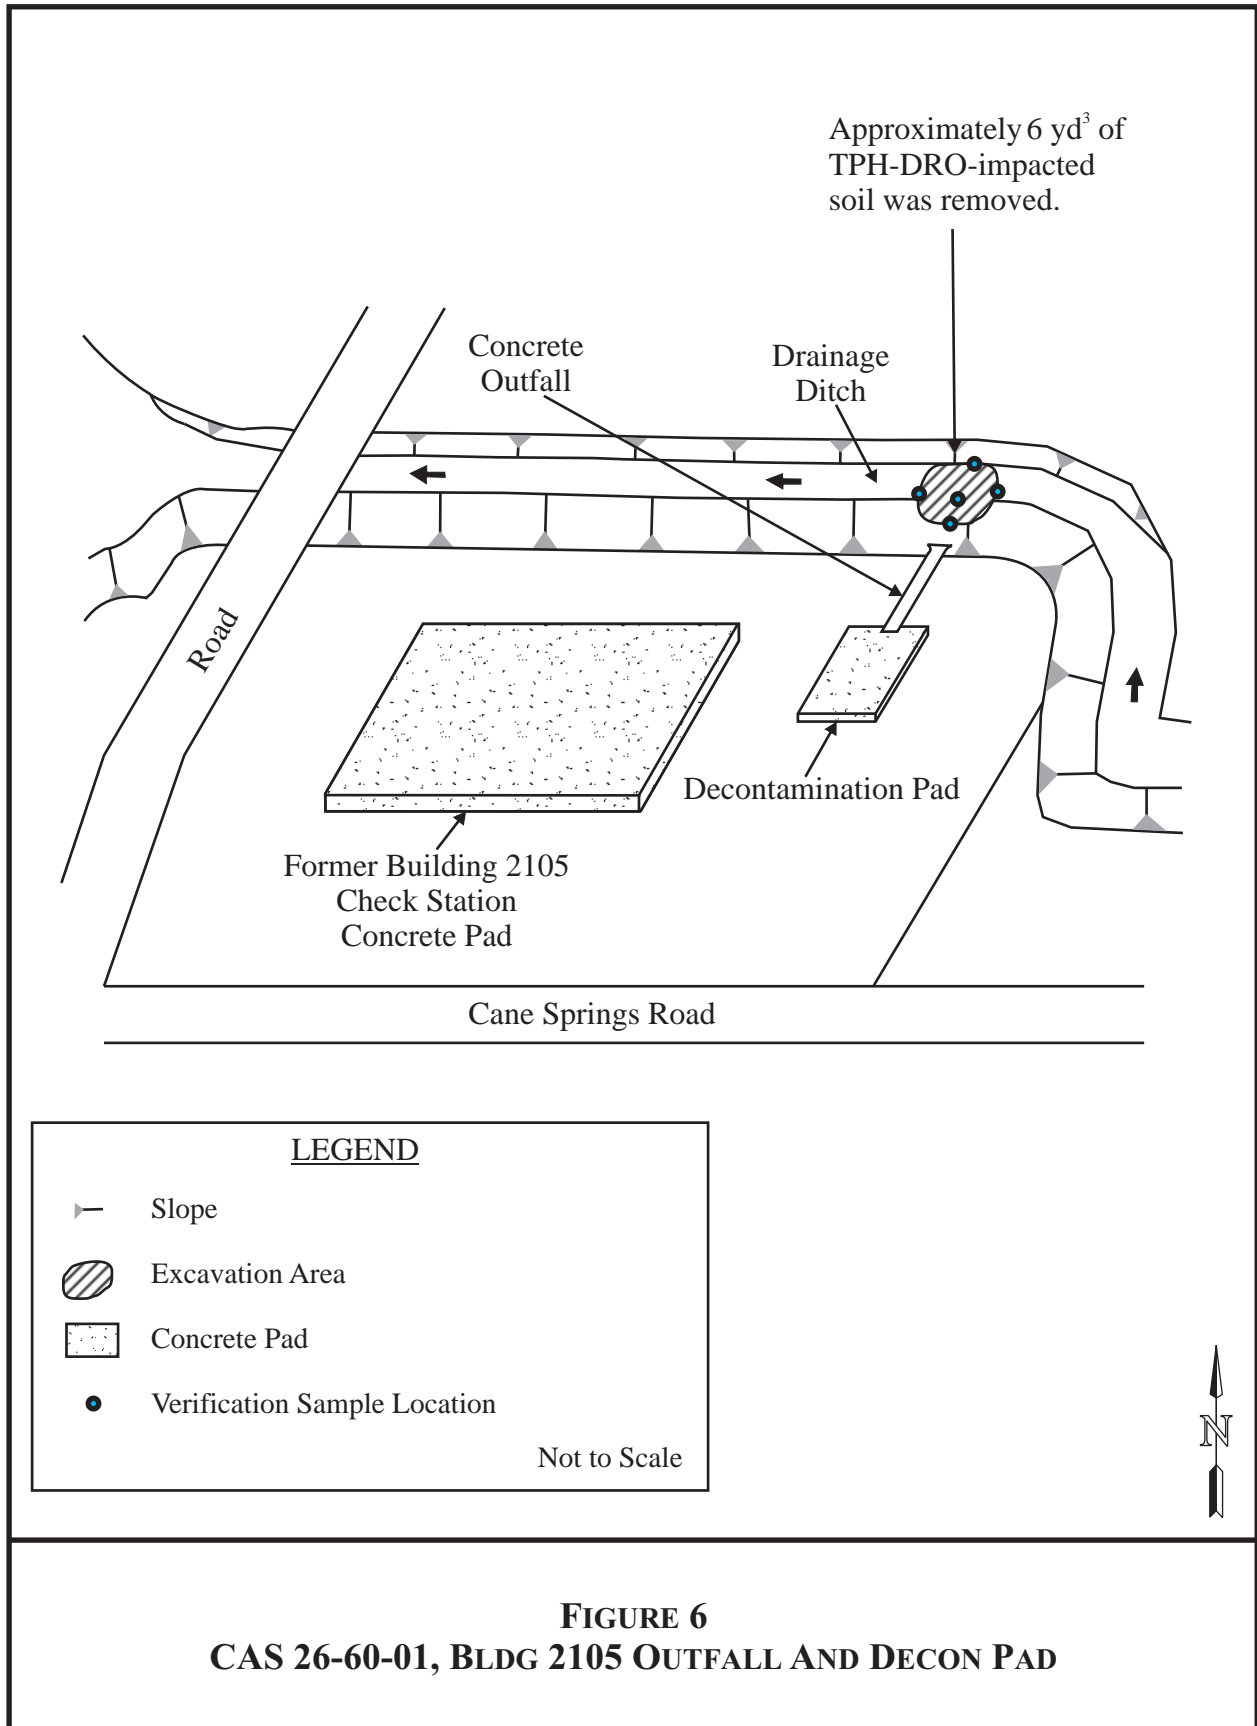 Approximately 6 yd³ of
TPH-DRO-impacted
soil was removed.
Concrete
Outfall
Drainage
Ditch
Road
Decontamination Pad
Former Building 2105
Check Station
Concrete Pad
Cane Springs Road
LEGEND
Slope
Excavation Area
Concrete Pad
Verification Sample Location
Not to Scale
N
FIGURE 6
CAS 26-60-01, BLDG 2105 OUTFALL AND DECON PAD